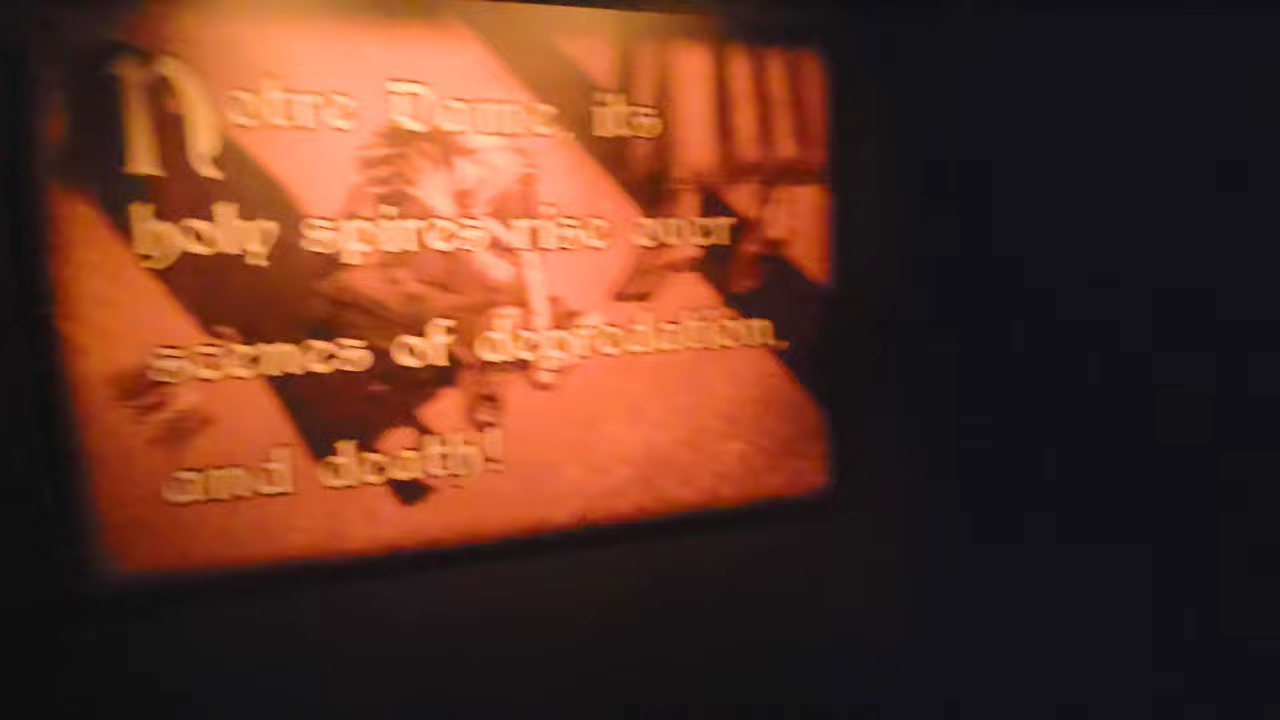 Notre Dame, its
holy spires rise over
scenes of depredation
and death!